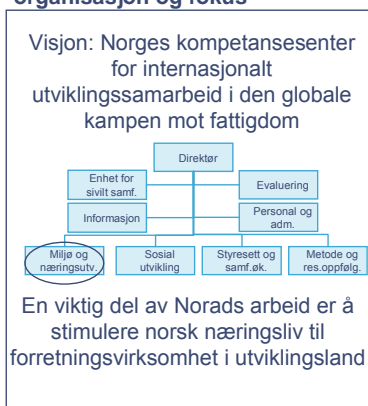 organisasjon og fokus
Visjon: Norges kompetansesenter
for internasjonalt
utviklingssamarbeid i den globale
kampen mot fattigdom
Direktør
Enhet for
sivilt samf.
Evaluering
Informasjon
Personal og
adm.
Miljø og
næringsutv.
Sosial
utvikling
Styresett og
samf.øk.
Metode og
res.oppfølg.
En viktig del av Norads arbeid er å
stimulere norsk næringsliv til
forretningsvirksomhet i utviklingsland